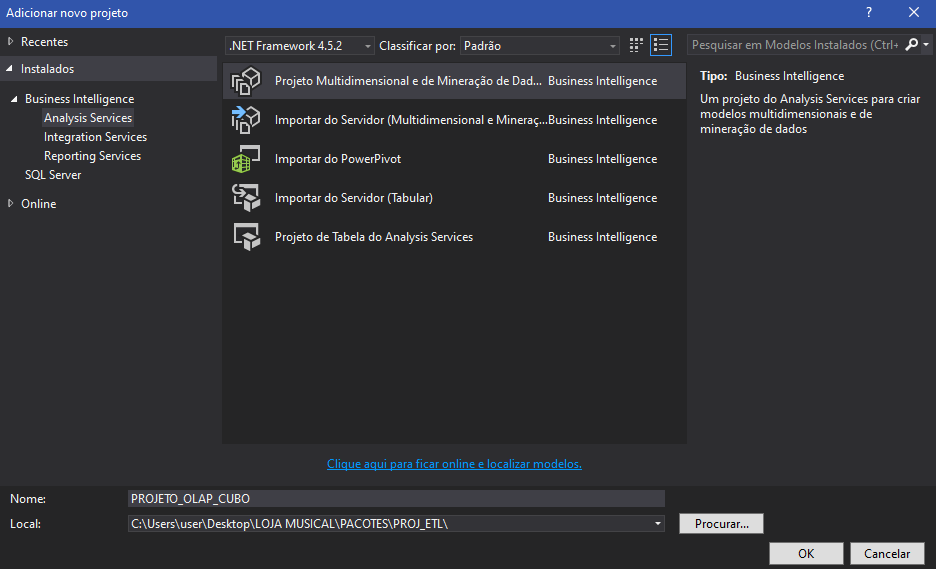 Adicionar novo projeto
?
Recentes
Instalados
Business Intelligence
Analysis Services
Integration Services
Reporting Services
SQL Server
Online
.NET Framework 4.5.2
Classificar por:
Padrão
Pesquisar em Modelos Instalados (Ctrl+
Projeto Multidimensional e de Mineração de Dad... Business Intelligence
Importar do Servidor (Multidimensional e Mineraç... Business Intelligence
Importar do PowerPivot Business Intelligence
Importar do Servidor (Tabular) Business Intelligence
Projeto de Tabela do Analysis Services Business Intelligence
Tipo: Business Intelligence
Um projeto do Analysis Services para criar
modelos multidimensionais e de
mineração de dados
Clique aqui para ficar online e localizar modelos.
Nome: PROJETO_OLAP_CUBO
Local: C:\Users\user\Desktop\LOJA MUSICAL\PACOTES\PROJ_ETL\
Procurar...
OK
Cancelar